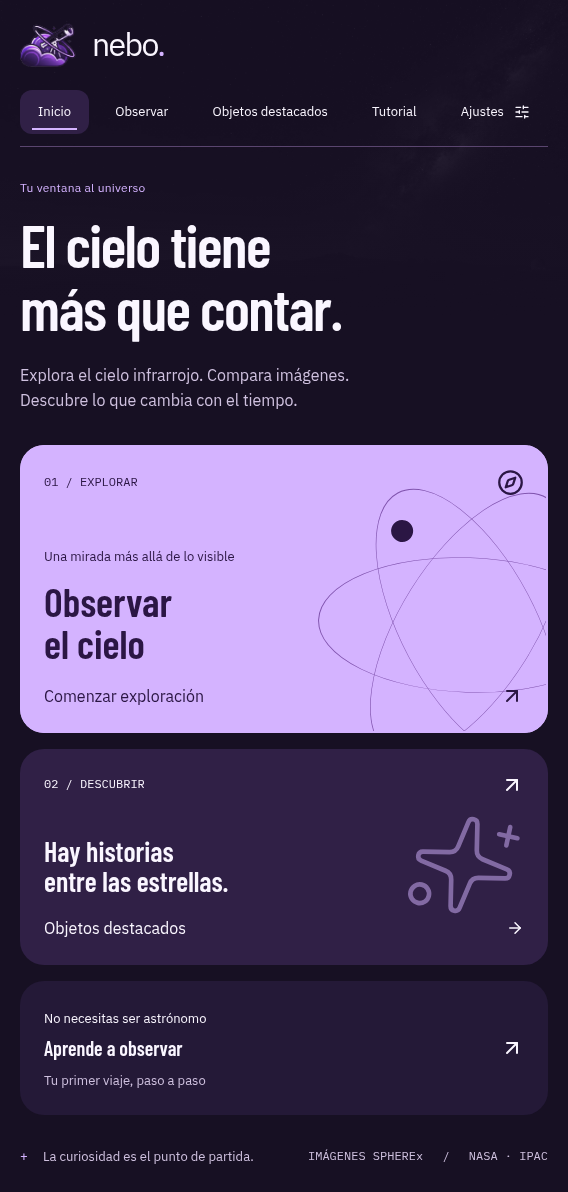 nebo.
Inicio Observar Objetos destacados Tutorial Ajustes
Tu ventana al universo
El cielo tiene
más que contar.
Explora el cielo infrarrojo. Compara imágenes.
Descubre lo que cambia con el tiempo.
01 / EXPLORAR
Una mirada más allá de lo visible
Observar
el cielo
Comenzar exploración
02 / DESCUBRIR
Hay historias
entre las estrellas.
Objetos destacados
No necesitas ser astrónomo
Aprende a observar
Tu primer viaje, paso a paso
+ La curiosidad es el punto de partida. IMÁGENES SPHEREx / NASA · IPAC